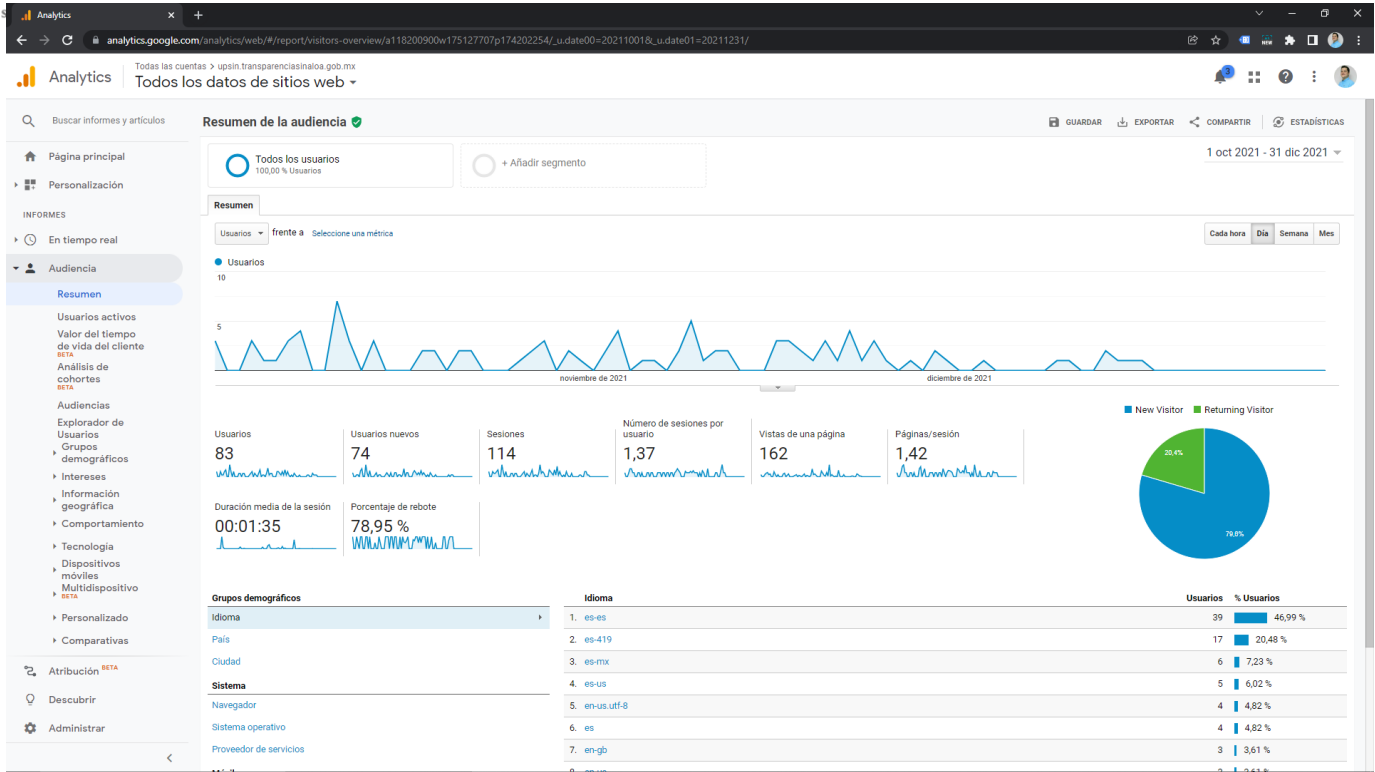 Analytics
analytics.google.com/analytics/web/#/report/visitors-overview/a118200900w175127707p174202254/_u.date00=20211001&_u.date01=20211231/
NEW
Analytics
Todas las cuentas > upsin.transparenciasinaloa.gob.mx
Todos los datos de sitios web
3
Buscar informes y artículos
Página principal
Personalización
INFORMES
En tiempo real
Audiencia
Resumen
Usuarios activos
Valor del tiempo
de vida del cliente
BETA
Análisis de
cohortes
BETA
Audiencias
Explorador de
Usuarios
Grupos
demográficos
Intereses
Información
geográfica
Comportamiento
Tecnología
Dispositivos
móviles
Multidispositivo
BETA
Personalizado
Comparativas
Atribución BETA
Descubrir
Administrar
Resumen de la audiencia
GUARDAR EXPORTAR COMPARTIR ESTADÍSTICAS
Todos los usuarios
100,00 % Usuarios
+ Añadir segmento
1 oct 2021 - 31 dic 2021
Resumen
Usuarios frente a Seleccione una métrica
Cada hora Día Semana Mes
Usuarios
10
5
noviembre de 2021 diciembre de 2021
New Visitor Returning Visitor
20,4%
79,6%
Usuarios
83
Usuarios nuevos
74
Sesiones
114
Número de sesiones por
usuario
1,37
Vistas de una página
162
Páginas/sesión
1,42
Duración media de la sesión
00:01:35
Porcentaje de rebote
78,95 %
Grupos demográficos
Idioma
País
Ciudad
Sistema
Navegador
Sistema operativo
Proveedor de servicios
Idioma Usuarios % Usuarios
1. es-es 39 46,99 %
2. es-419 17 20,48 %
3. es-mx 6 7,23 %
4. es-us 5 6,02 %
5. en-us.utf-8 4 4,82 %
6. es 4 4,82 %
7. en-gb 3 3,61 %